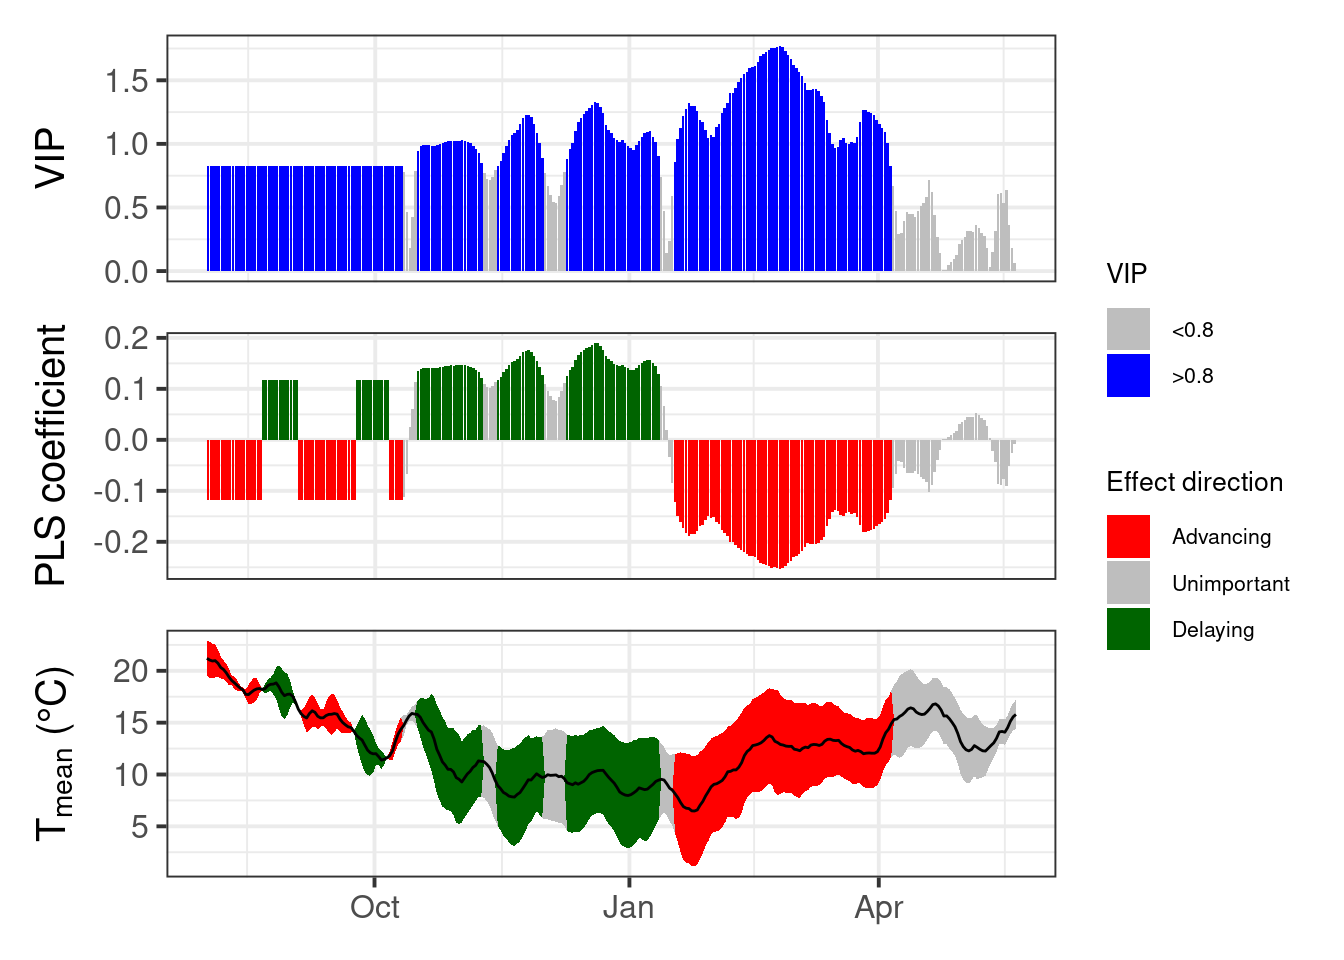 VIP
1.5
1.0
0.5
0.0
PLS coefficient
0.2
0.1
0.0
-0.1
-0.2
Tmean (°C)
20
15
10
5
Oct Jan Apr
VIP
<0.8
>0.8
Effect direction
Advancing
Unimportant
Delaying